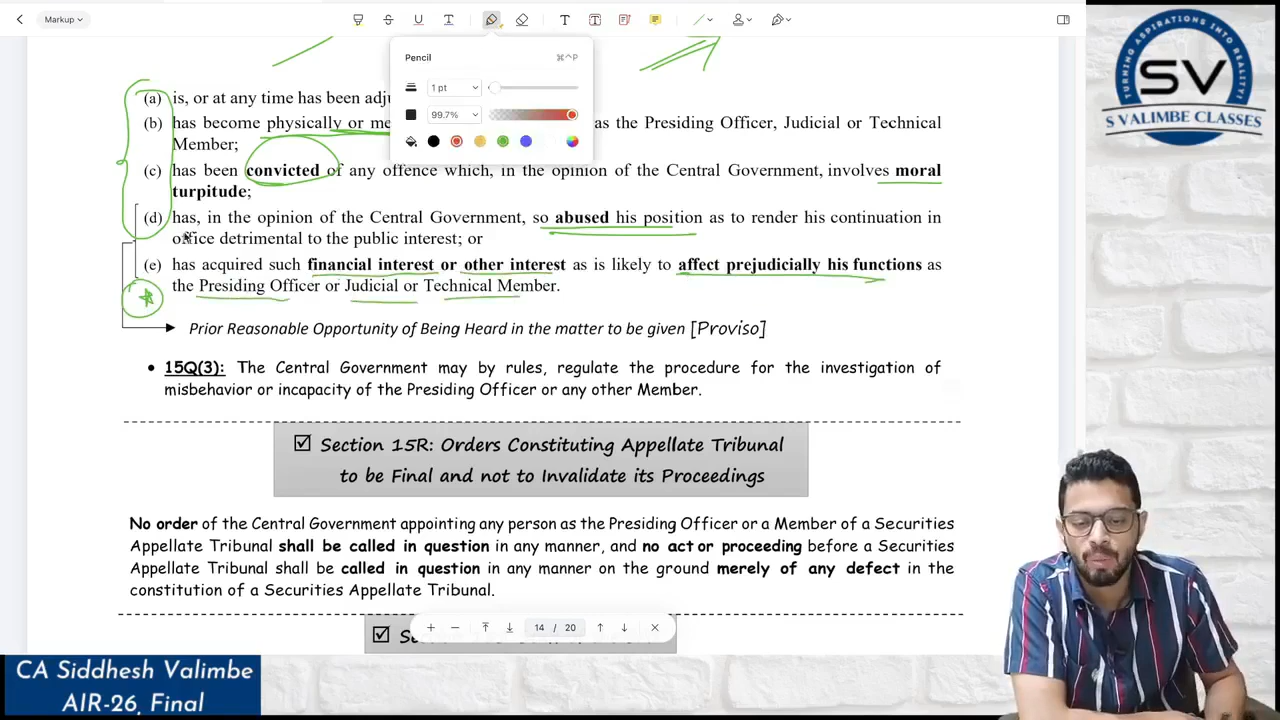 Markup
T
T
Pencil
⌘^P
1 pt
99.7%
TURNING ASPIRATIONS INTO REALITY!
SV
S VALIMBE CLASSES
(a) is, or at any time has been adju
(b) has become physically or me as the Presiding Officer, Judicial or Technical
Member;
(c) has been convicted of any offence which, in the opinion of the Central Government, involves moral
turpitude;
(d) has, in the opinion of the Central Government, so abused his position as to render his continuation in
office detrimental to the public interest; or
(e) has acquired such financial interest or other interest as is likely to affect prejudicially his functions as
the Presiding Officer or Judicial or Technical Member.
Prior Reasonable Opportunity of Being Heard in the matter to be given [Proviso]
• 15Q(3): The Central Government may by rules, regulate the procedure for the investigation of
misbehavior or incapacity of the Presiding Officer or any other Member.
Section 15R: Orders Constituting Appellate Tribunal
to be Final and not to Invalidate its Proceedings
No order of the Central Government appointing any person as the Presiding Officer or a Member of a Securities
Appellate Tribunal shall be called in question in any manner, and no act or proceeding before a Securities
Appellate Tribunal shall be called in question in any manner on the ground merely of any defect in the
constitution of a Securities Appellate Tribunal.
14 / 20
CA Siddhesh Valimbe
AIR-26, Final